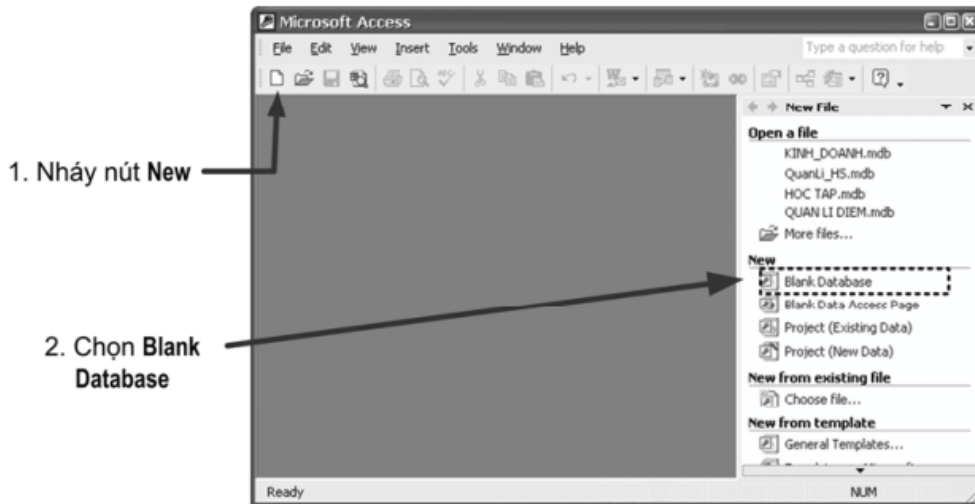 Microsoft Access
File Edit View Insert Tools Window Help
Type a question for help
New File
1. Nháy nút New
Open a file
KINH_DOANH.mdb
QuanLi_HS.mdb
HOC TAP.mdb
QUAN LI DIEM.mdb
More files...
New
Blank Database
Blank Data Access Page
Project (Existing Data)
Project (New Data)
2. Chọn Blank
Database
New from existing file
Choose file...
New from template
General Templates...
Ready
NUM